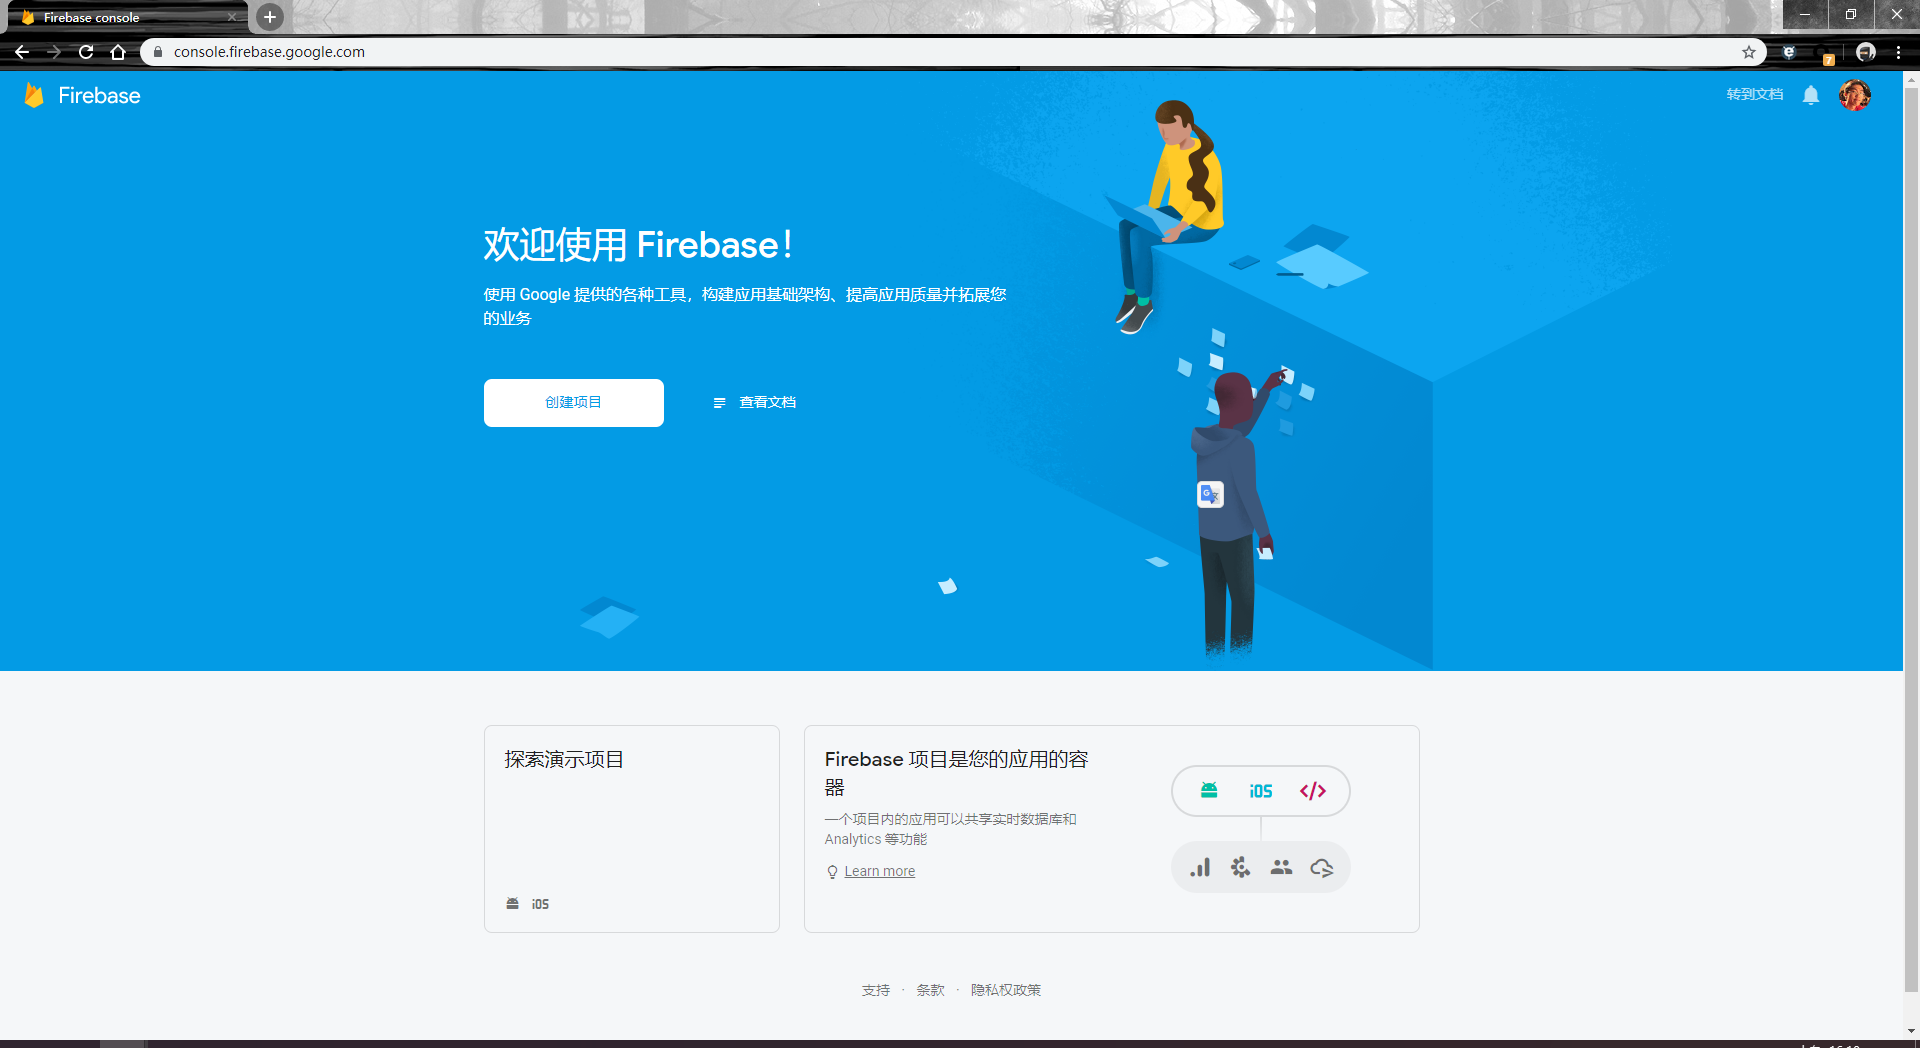 Firebase console
console.firebase.google.com
7
Firebase
转到文档
欢迎使用 Firebase！
使用 Google 提供的各种工具，构建应用基础架构、提高应用质量并拓展您
的业务
创建项目
查看文档
探索演示项目
iOS
Firebase 项目是您的应用的容
器
一个项目内的应用可以共享实时数据库和
Analytics 等功能
Learn more
iOS
支持 · 条款 · 隐私权政策